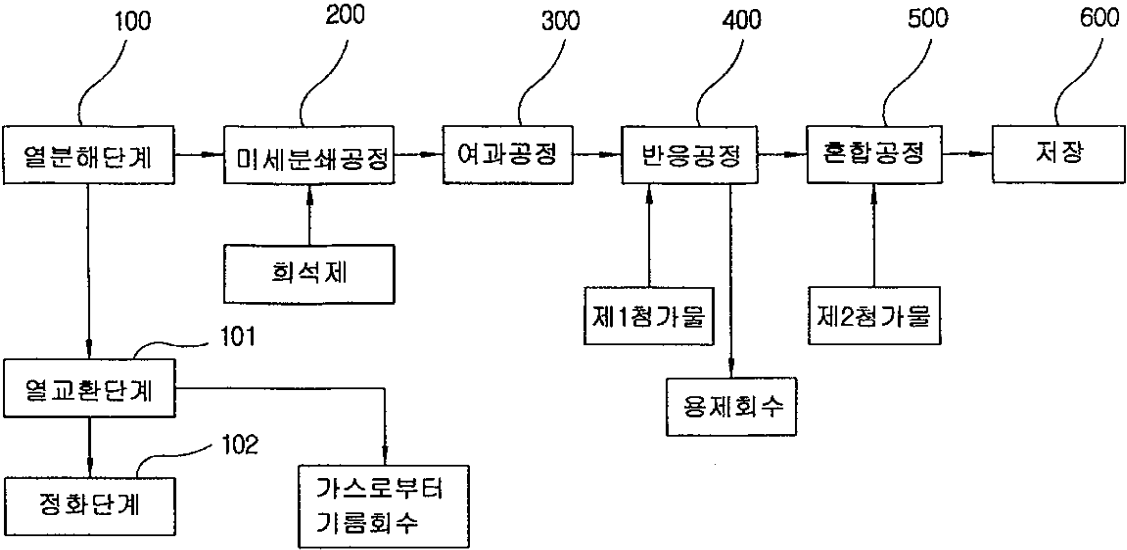 100
200
300
400
500
600
열분해단계
미세분쇄공정
여과공정
반응공정
혼합공정
저장
희석제
제1첨가물
제2첨가물
101
열교환단계
용제회수
102
정화단계
가스로부터
기름회수